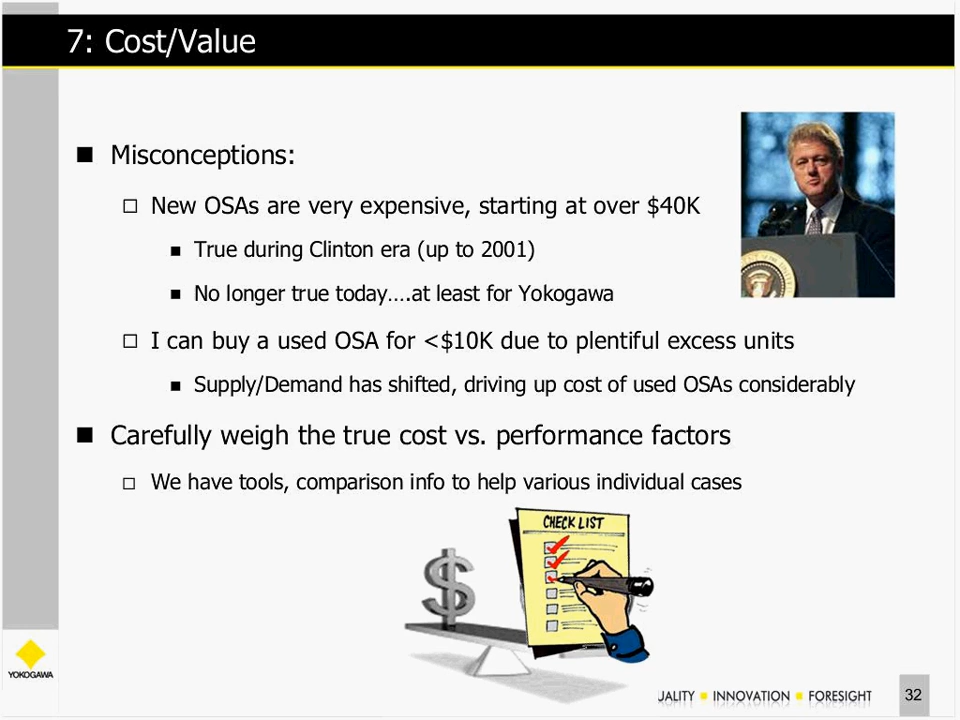 7: Cost/Value
Misconceptions:
New OSAs are very expensive, starting at over $40K
True during Clinton era (up to 2001)
No longer true today….at least for Yokogawa
I can buy a used OSA for <$10K due to plentiful excess units
Supply/Demand has shifted, driving up cost of used OSAs considerably
Carefully weigh the true cost vs. performance factors
We have tools, comparison info to help various individual cases
CHECK LIST
$
YOKOGAWA
UALITY ■ INNOVATION ■ FORESIGHT
32